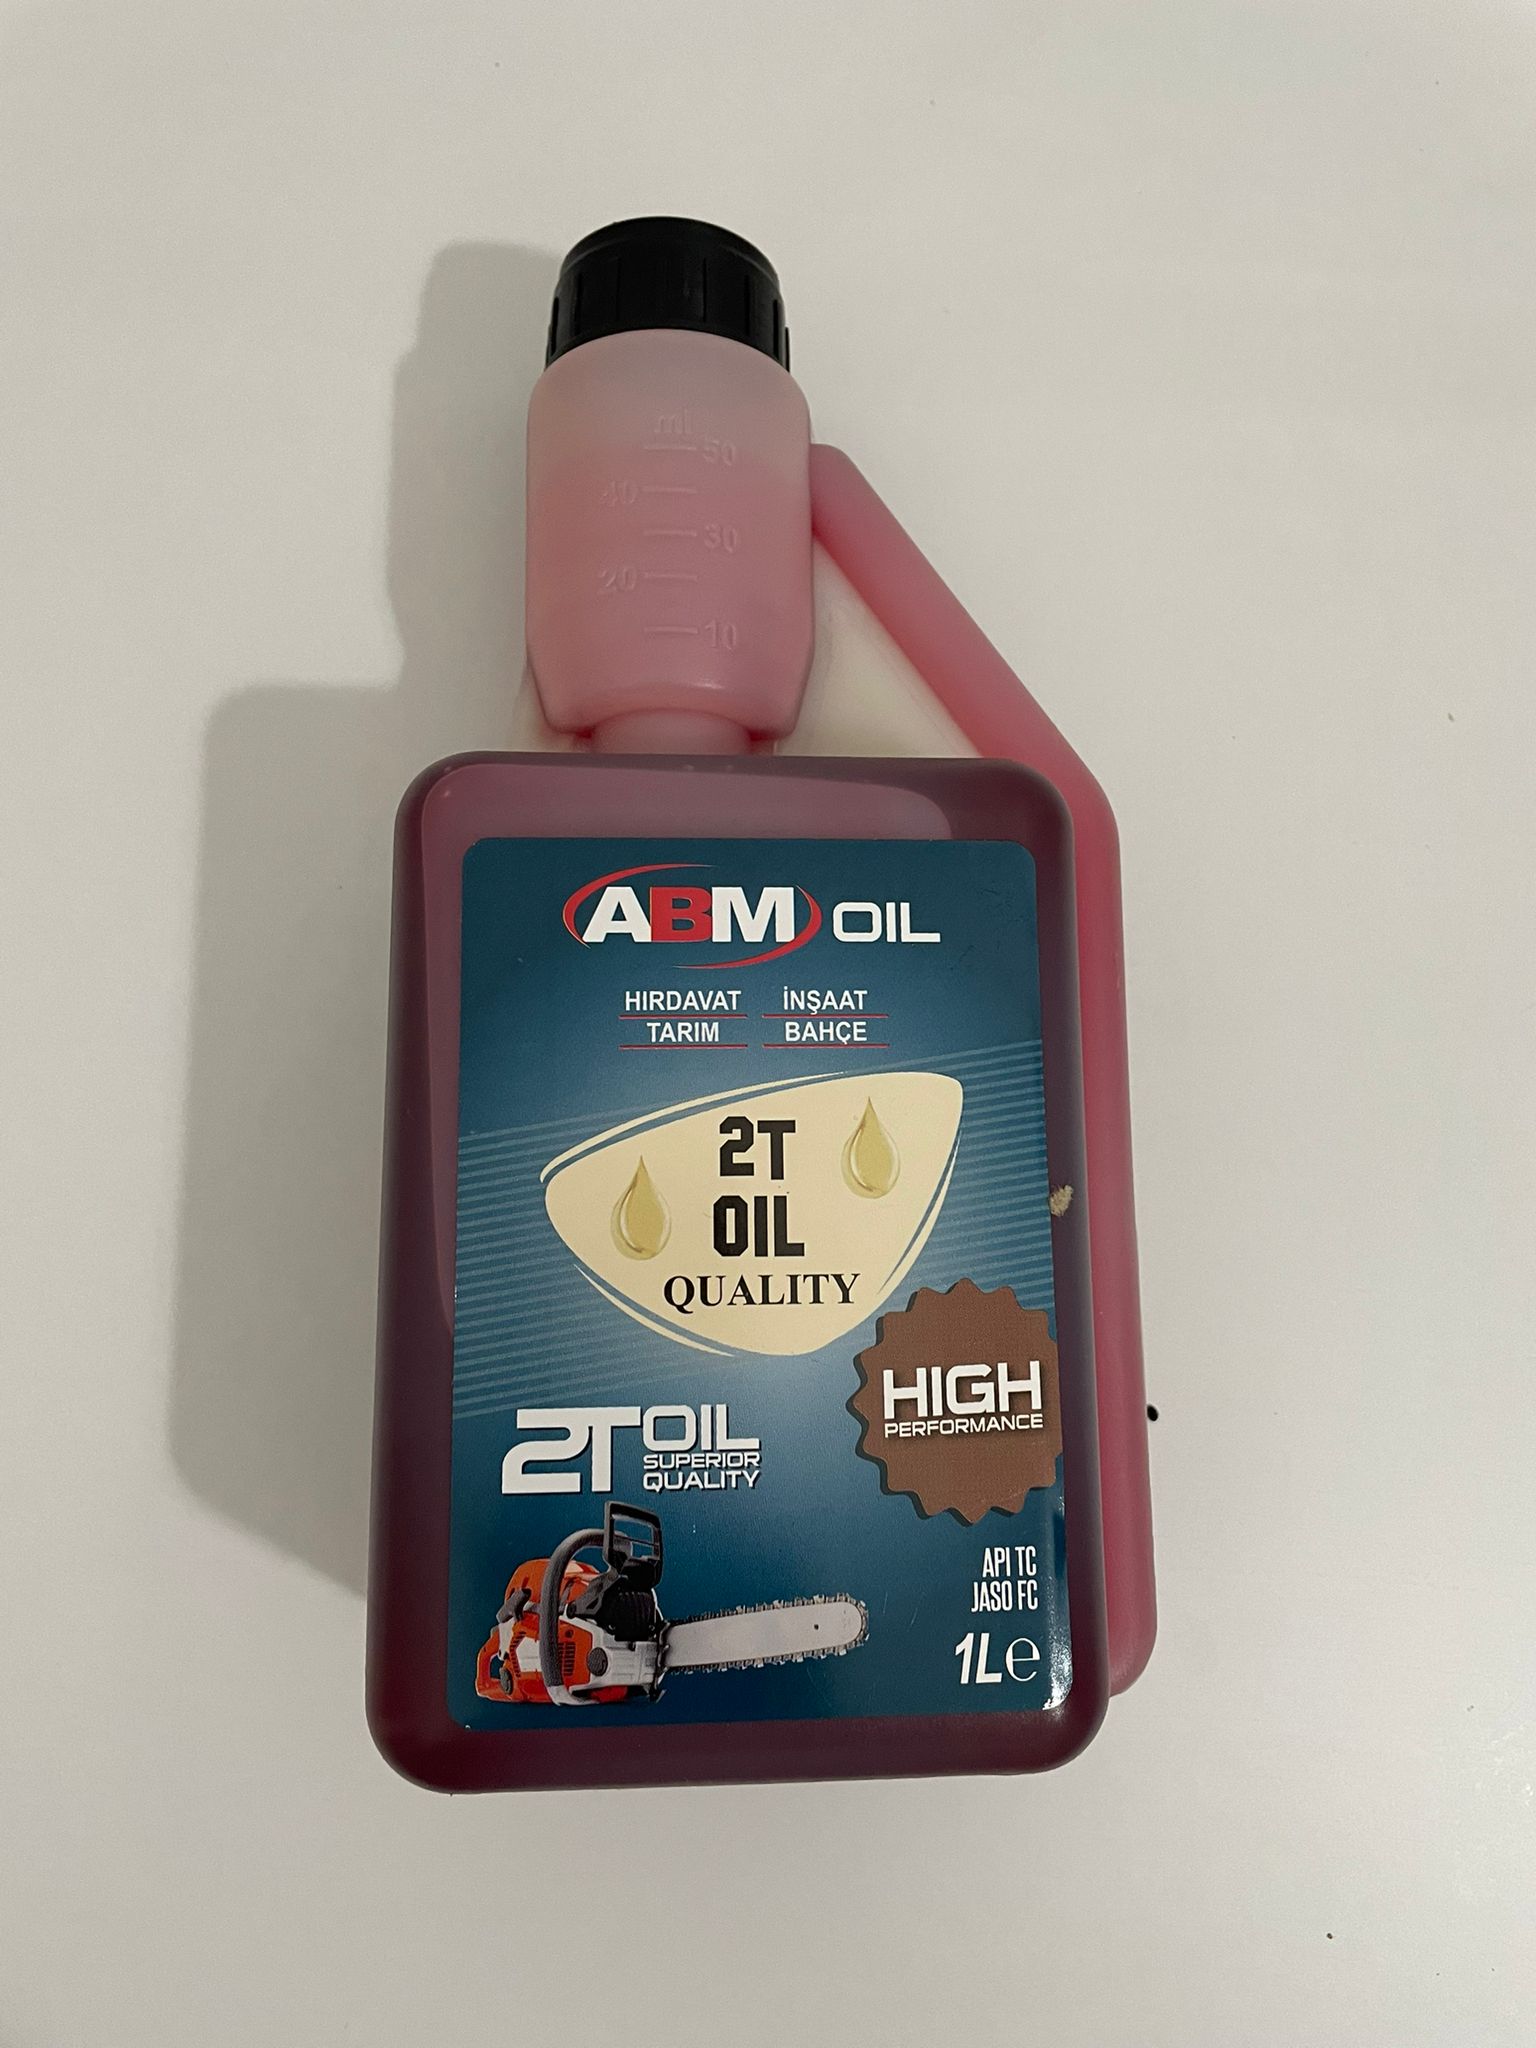 ml
50
40
30
20
10
ABM OIL
HIRDAVAT İNŞAAT
TARIM BAHÇE
2T
OIL
QUALITY
HIGH
PERFORMANCE
2T OIL
SUPERIOR
QUALITY
API TC
JASO FC
1L℮